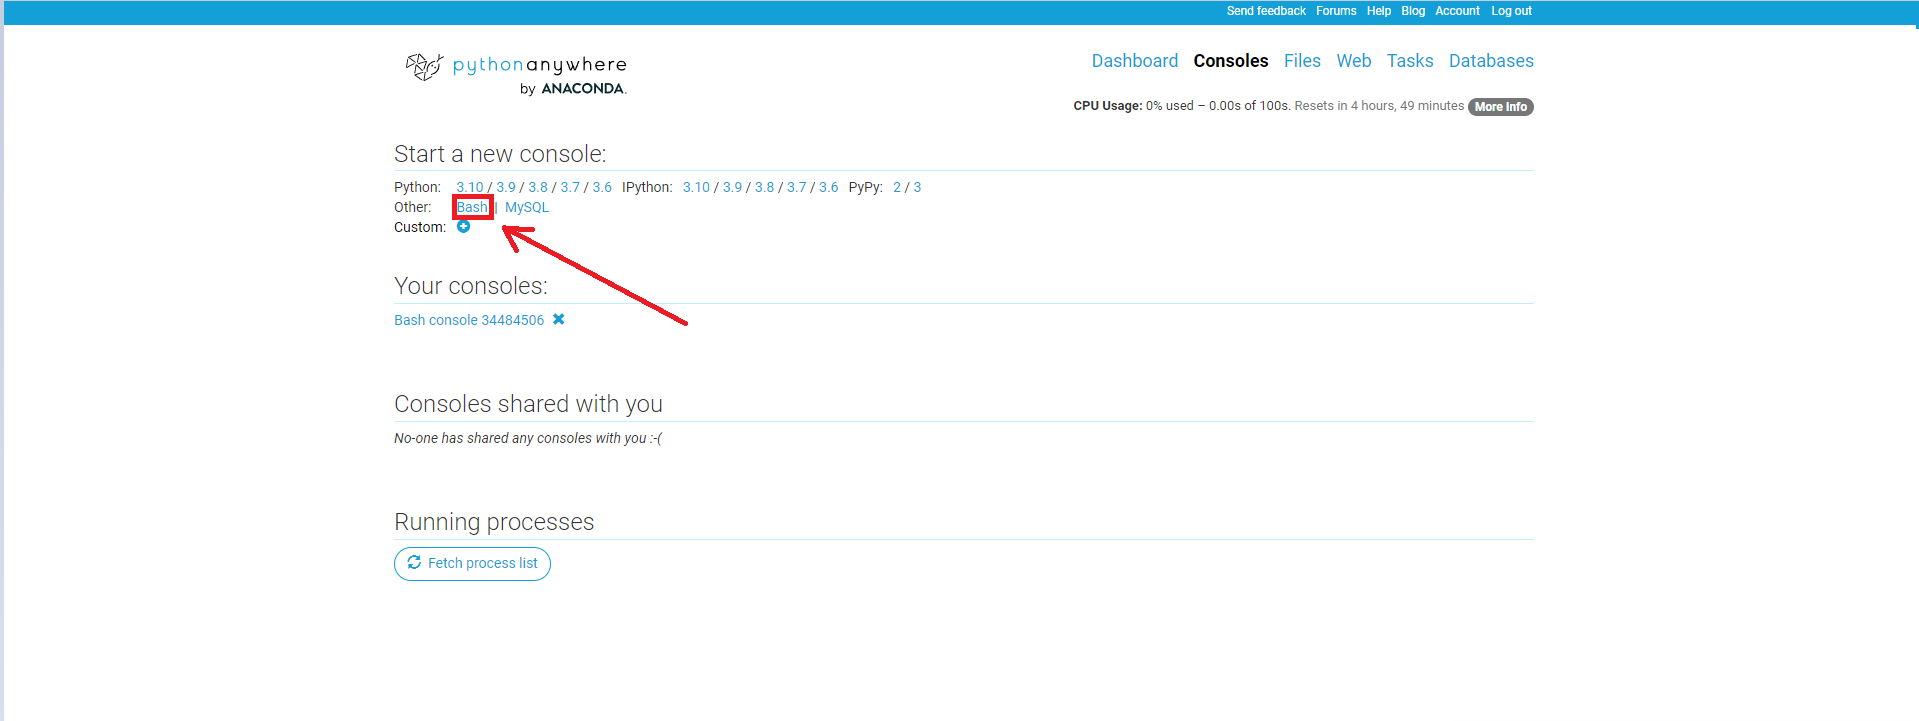 Send feedback Forums Help Blog Account Log out
pythonanywhere
by ANACONDA.
Dashboard Consoles Files Web Tasks Databases
CPU Usage: 0% used – 0.00s of 100s. Resets in 4 hours, 49 minutes More Info
Start a new console:
Python: 3.10 / 3.9 / 3.8 / 3.7 / 3.6 IPython: 3.10 / 3.9 / 3.8 / 3.7 / 3.6 PyPy: 2 / 3
Other: Bash | MySQL
Custom:
Your consoles:
Bash console 34484506
Consoles shared with you
No-one has shared any consoles with you :-(
Running processes
Fetch process list